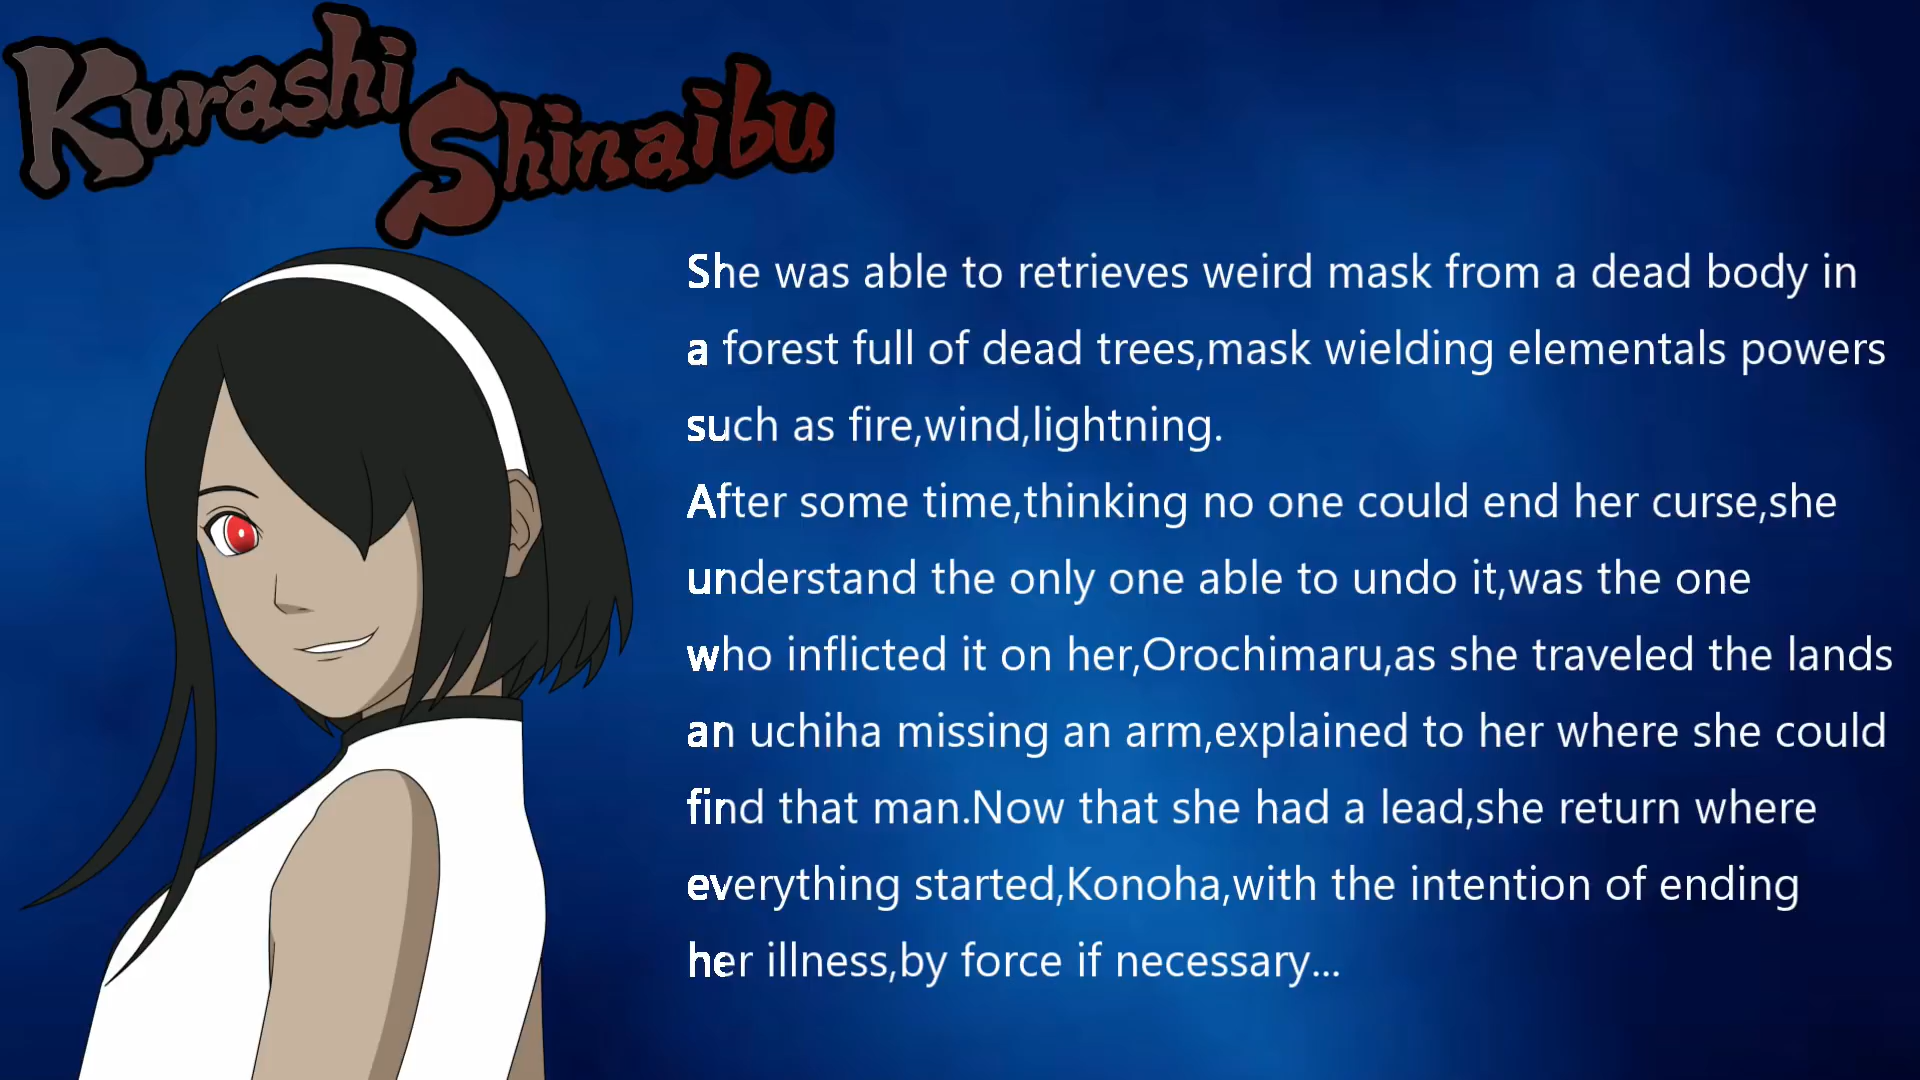 Kurashi
Shinaibu
She was able to retrieves weird mask from a dead body in
a forest full of dead trees,mask wielding elementals powers
such as fire,wind,lightning.
After some time,thinking no one could end her curse,she
understand the only one able to undo it,was the one
who inflicted it on her,Orochimaru,as she traveled the lands
an uchiha missing an arm,explained to her where she could
find that man.Now that she had a lead,she return where
everything started,Konoha,with the intention of ending
her illness,by force if necessary...